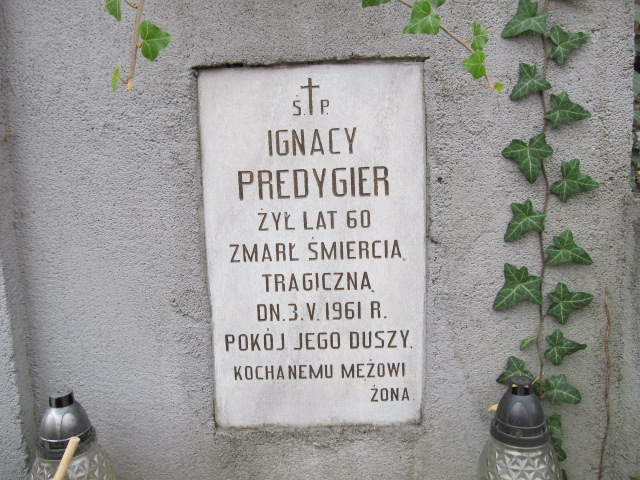 Ś. P.
IGNACY
PREDYGIER
ŻYŁ LAT 60
ZMARŁ ŚMIERCIĄ
TRAGICZNĄ
DN. 3. V. 1961 R.
POKÓJ JEGO DUSZY.
KOCHANEMU MĘŻOWI
ŻONA.